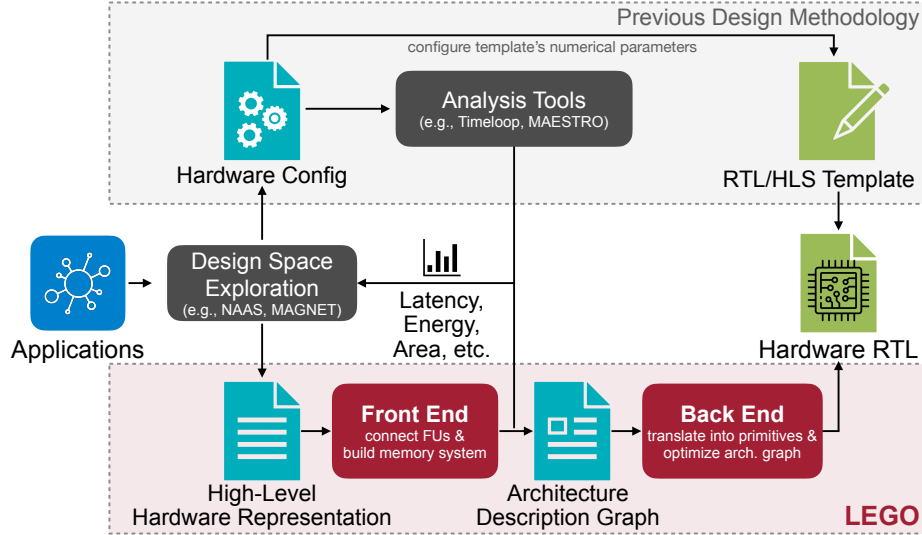 Previous Design Methodology
configure template's numerical parameters
Analysis Tools
(e.g., Timeloop, MAESTRO)
Hardware Config
RTL/HLS Template
Design Space
Exploration
(e.g., NAAS, MAGNET)
Latency,
Energy,
Area, etc.
Applications
Hardware RTL
Front End
connect FUs &
build memory system
Back End
translate into primitives &
optimize arch. graph
High-Level
Hardware Representation
Architecture
Description Graph
LEGO